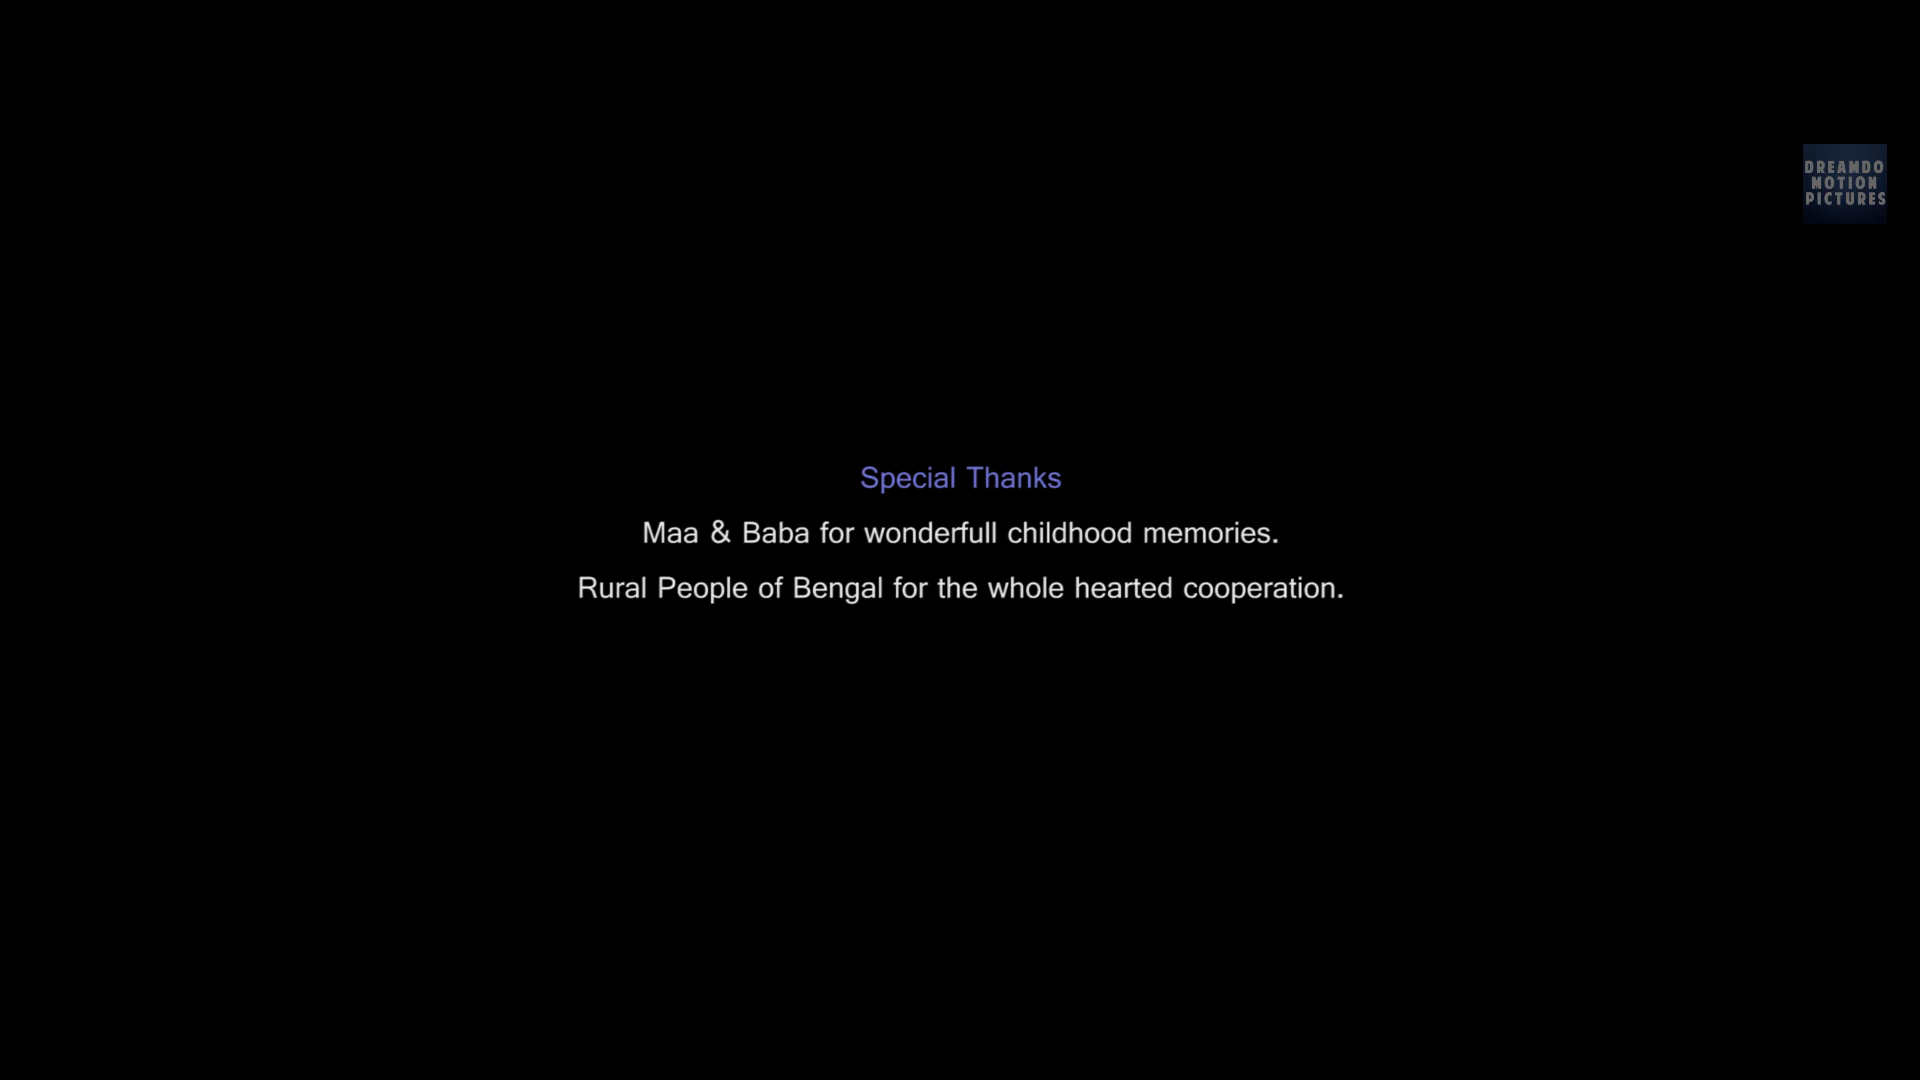 Special Thanks
Maa & Baba for wonderfull childhood memories.
Rural People of Bengal for the whole hearted cooperation.
DREAMDO
MOTION
PICTURES